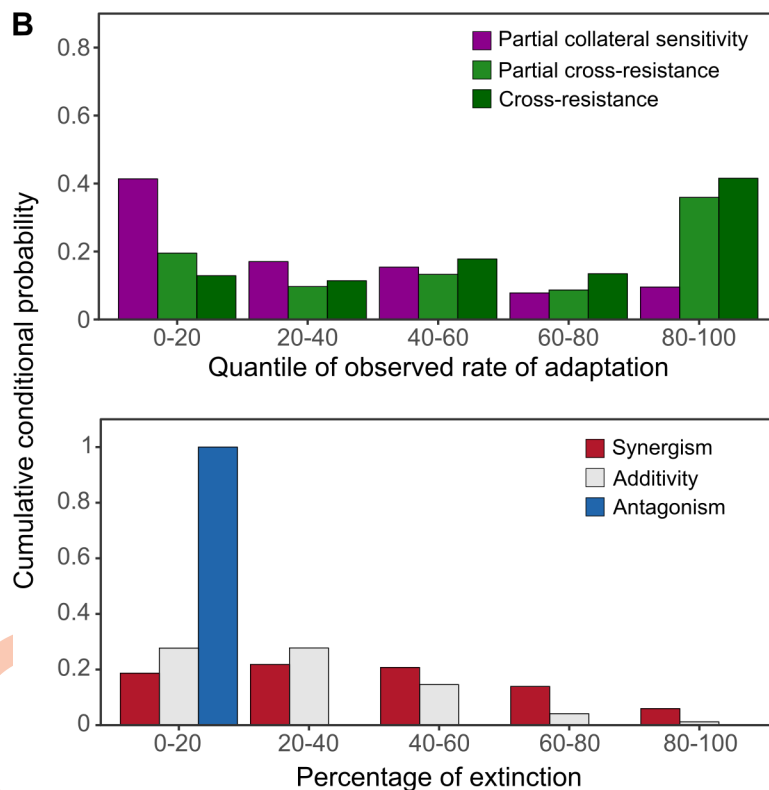 B
Cumulative conditional probability
0.8
0.6
0.4
0.2
0
Partial collateral sensitivity
Partial cross-resistance
Cross-resistance
0-20 20-40 40-60 60-80 80-100
Quantile of observed rate of adaptation
1
0.8
0.6
0.4
0.2
0
Synergism
Additivity
Antagonism
0-20 20-40 40-60 60-80 80-100
Percentage of extinction